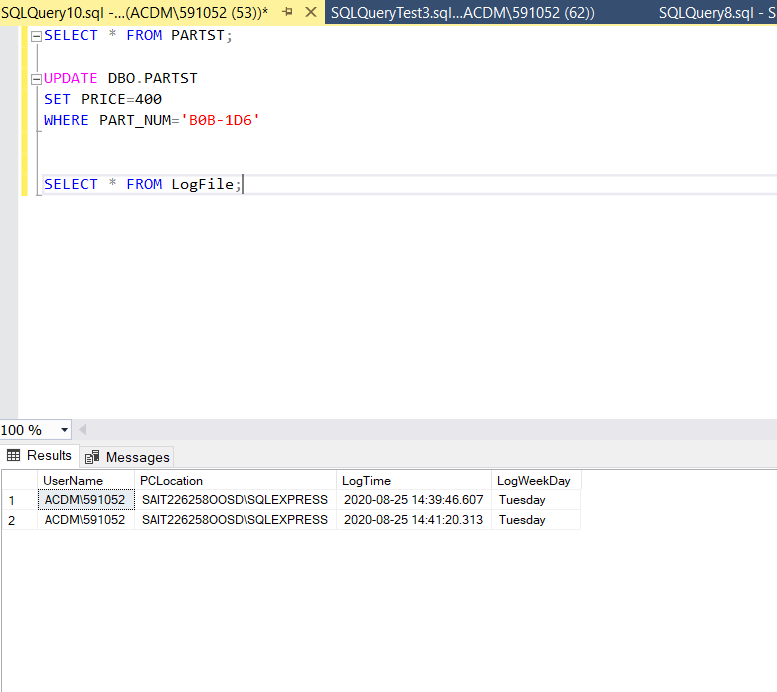 SQLQuery10.sql -...(ACDM\591052 (53))* SQLQueryTest3.sql...ACDM\591052 (62)) SQLQuery8.sql - S
SELECT * FROM PARTST;
UPDATE DBO.PARTST
SET PRICE=400
WHERE PART_NUM='B0B-1D6'
SELECT * FROM LogFile;
100 %
Results Messages
UserName PCLocation LogTime LogWeekDay
1 ACDM\591052 SAIT226258OOSD\SQLEXPRESS 2020-08-25 14:39:46.607 Tuesday
2 ACDM\591052 SAIT226258OOSD\SQLEXPRESS 2020-08-25 14:41:20.313 Tuesday